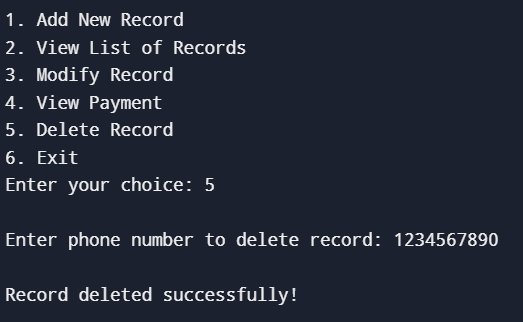 1. Add New Record
2. View List of Records
3. Modify Record
4. View Payment
5. Delete Record
6. Exit
Enter your choice: 5
Enter phone number to delete record: 1234567890
Record deleted successfully!